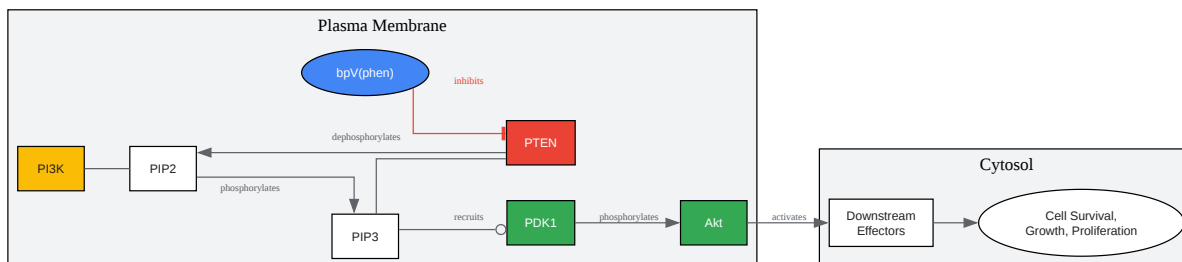 Plasma Membrane
bpV(phen)
inhibits
dephosphorylates
PTEN
PI3K
PIP2
phosphorylates
PIP3
recruits
PDK1
phosphorylates
Akt
activates
Cytosol
Downstream
Effectors
Cell Survival,
Growth, Proliferation